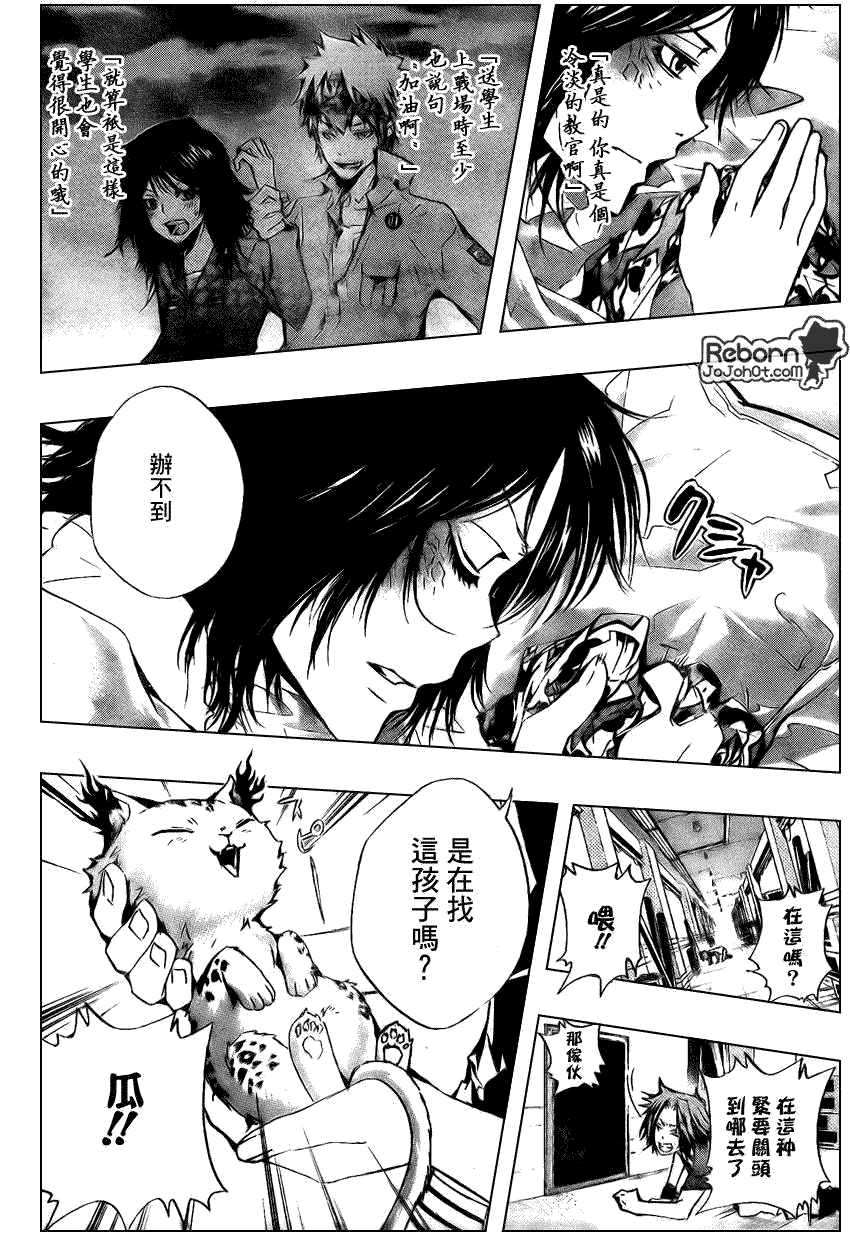 「真是的 你真是個
冷淡的教官啊」
「送學生
上戰場時至少
也說句
〝加油啊〟」
「就算衹是這樣
學生也會
覺得很開心的哦」
Reborn
JoJoHOt.com
辦不到
クシャ
在這嗎?
喂!!
在這种
緊要關頭
到哪去了
那傢伙
是在找
這孩子嗎?
瓜!!